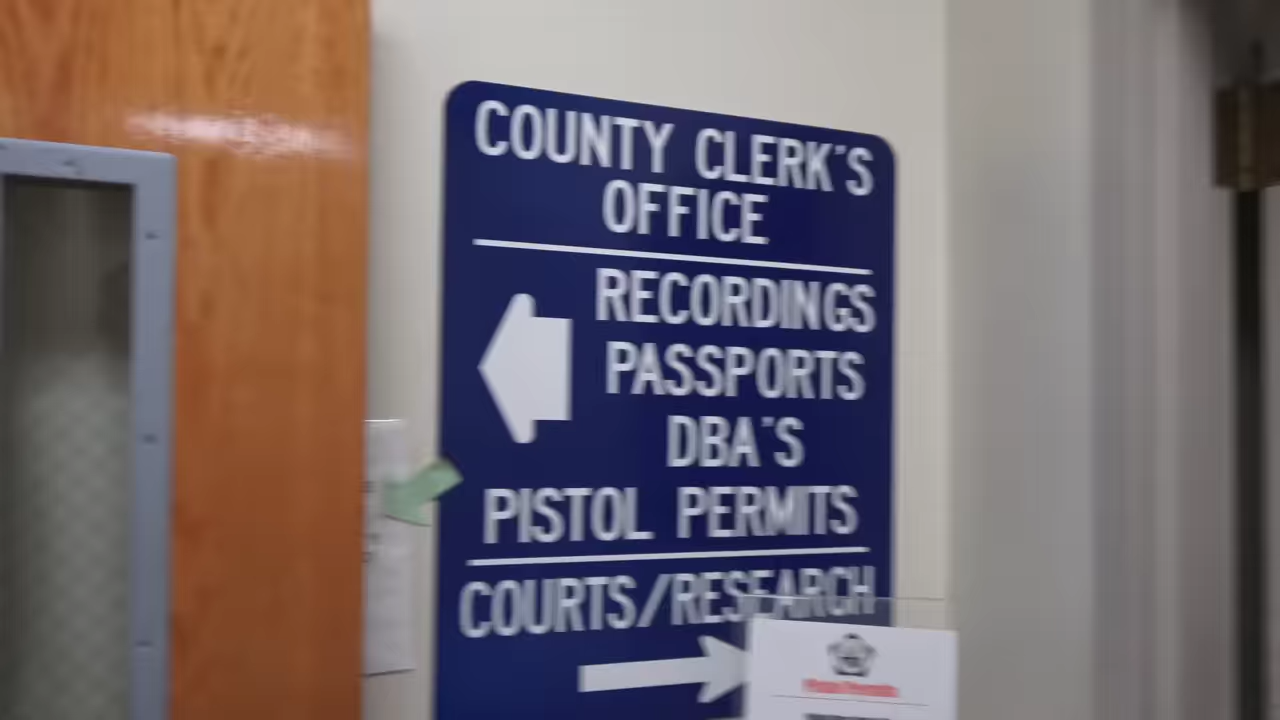 COUNTY CLERK'S
OFFICE
RECORDINGS
PASSPORTS
DBA'S
PISTOL PERMITS
COURTS/RESEARCH